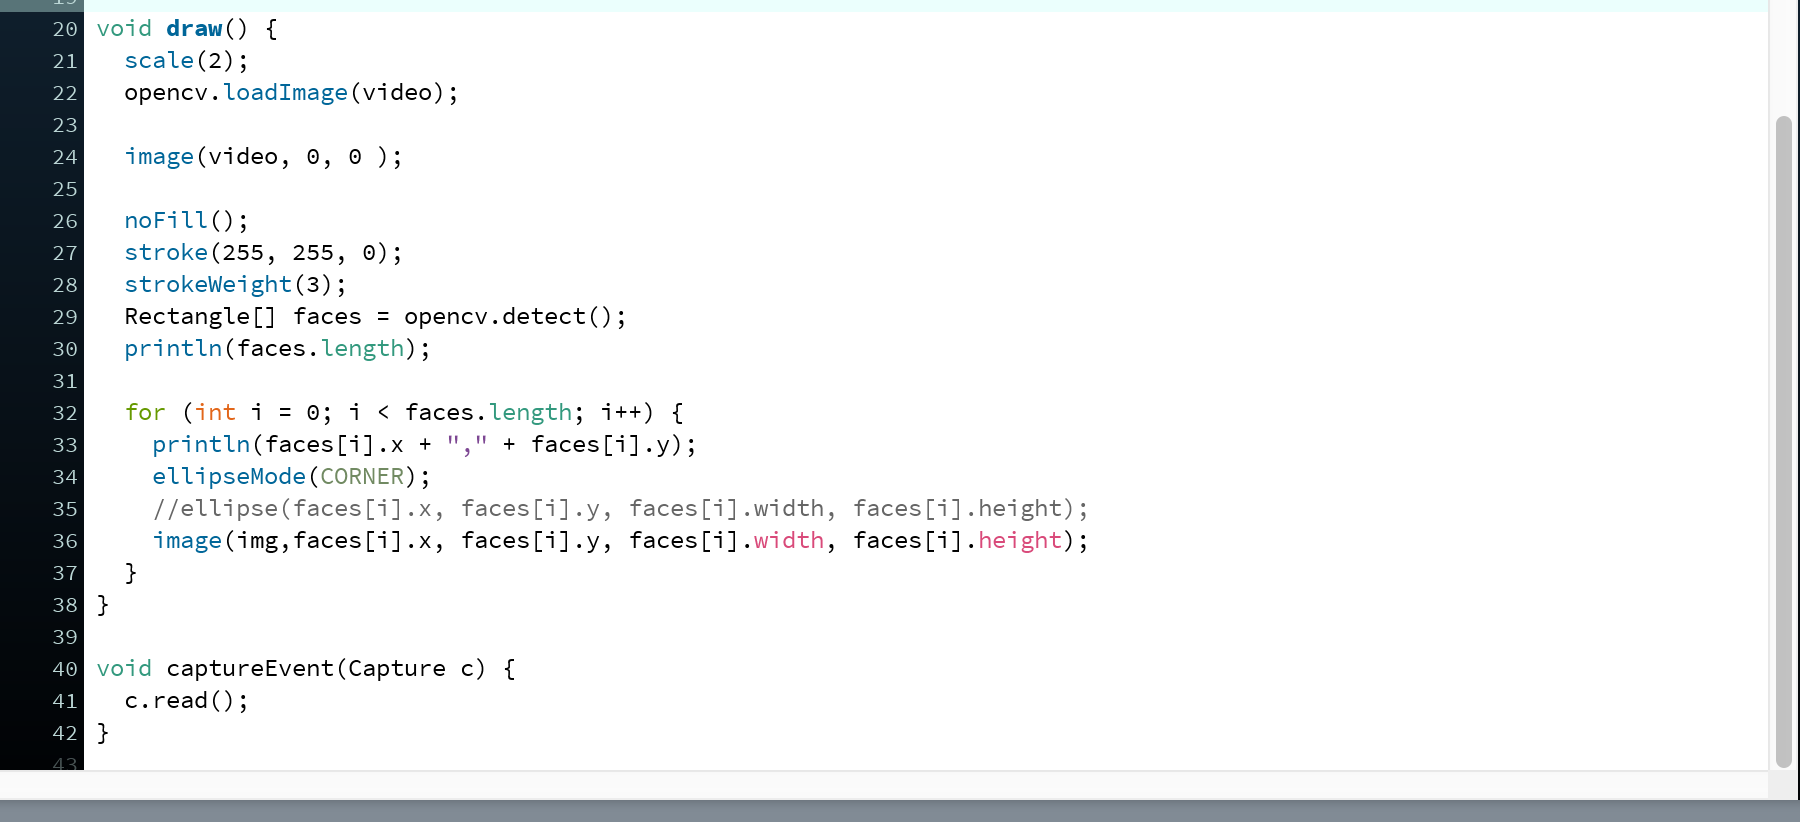 19
20 void draw() {
21 scale(2);
22 opencv.loadImage(video);
23
24 image(video, 0, 0 );
25
26 noFill();
27 stroke(255, 255, 0);
28 strokeWeight(3);
29 Rectangle[] faces = opencv.detect();
30 println(faces.length);
31
32 for (int i = 0; i < faces.length; i++) {
33 println(faces[i].x + "," + faces[i].y);
34 ellipseMode(CORNER);
35 //ellipse(faces[i].x, faces[i].y, faces[i].width, faces[i].height);
36 image(img,faces[i].x, faces[i].y, faces[i].width, faces[i].height);
37 }
38 }
39
40 void captureEvent(Capture c) {
41 c.read();
42 }
43